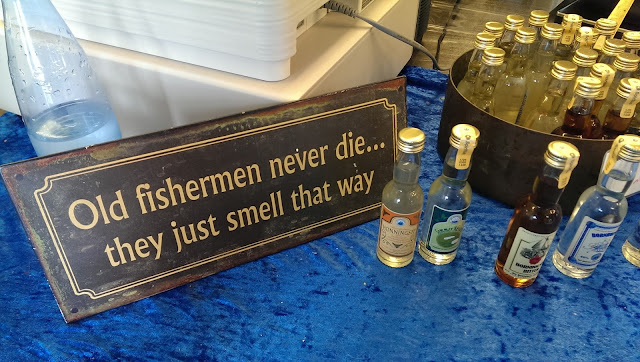 Old fishermen never die...
they just smell that way